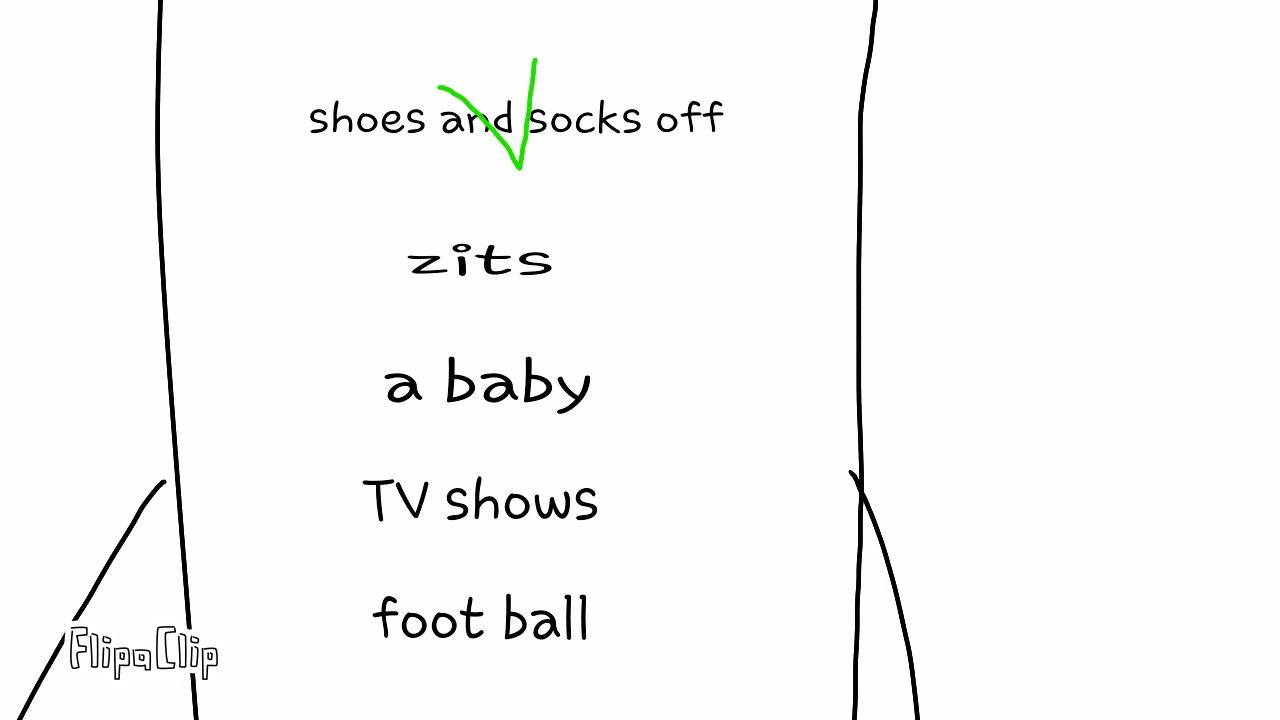 shoes and socks off
zits
a baby
TV shows
foot ball
FlipaClip